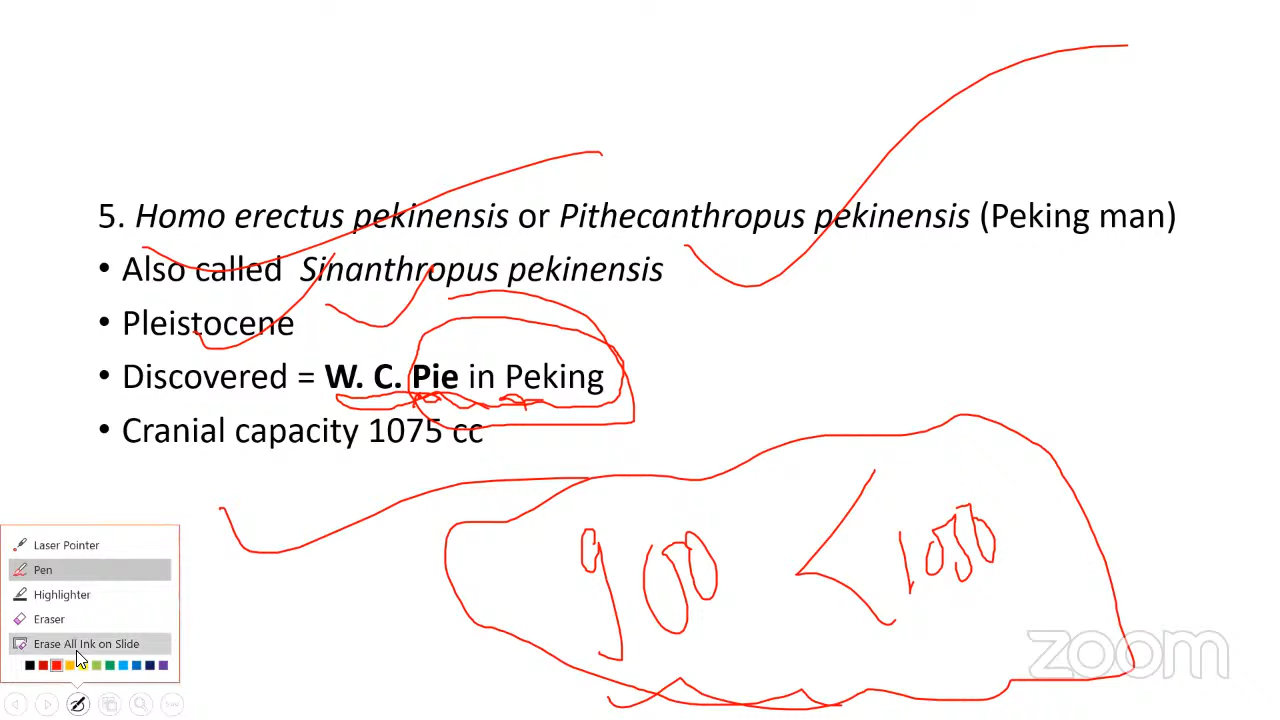 5. Homo erectus pekinensis or Pithecanthropus pekinensis (Peking man)
• Also called Sinanthropus pekinensis
• Pleistocene
• Discovered = W. C. Pie in Peking
• Cranial capacity 1075 cc
900 < 1050
Laser Pointer
Pen
Highlighter
Eraser
Erase All Ink on Slide
zoom